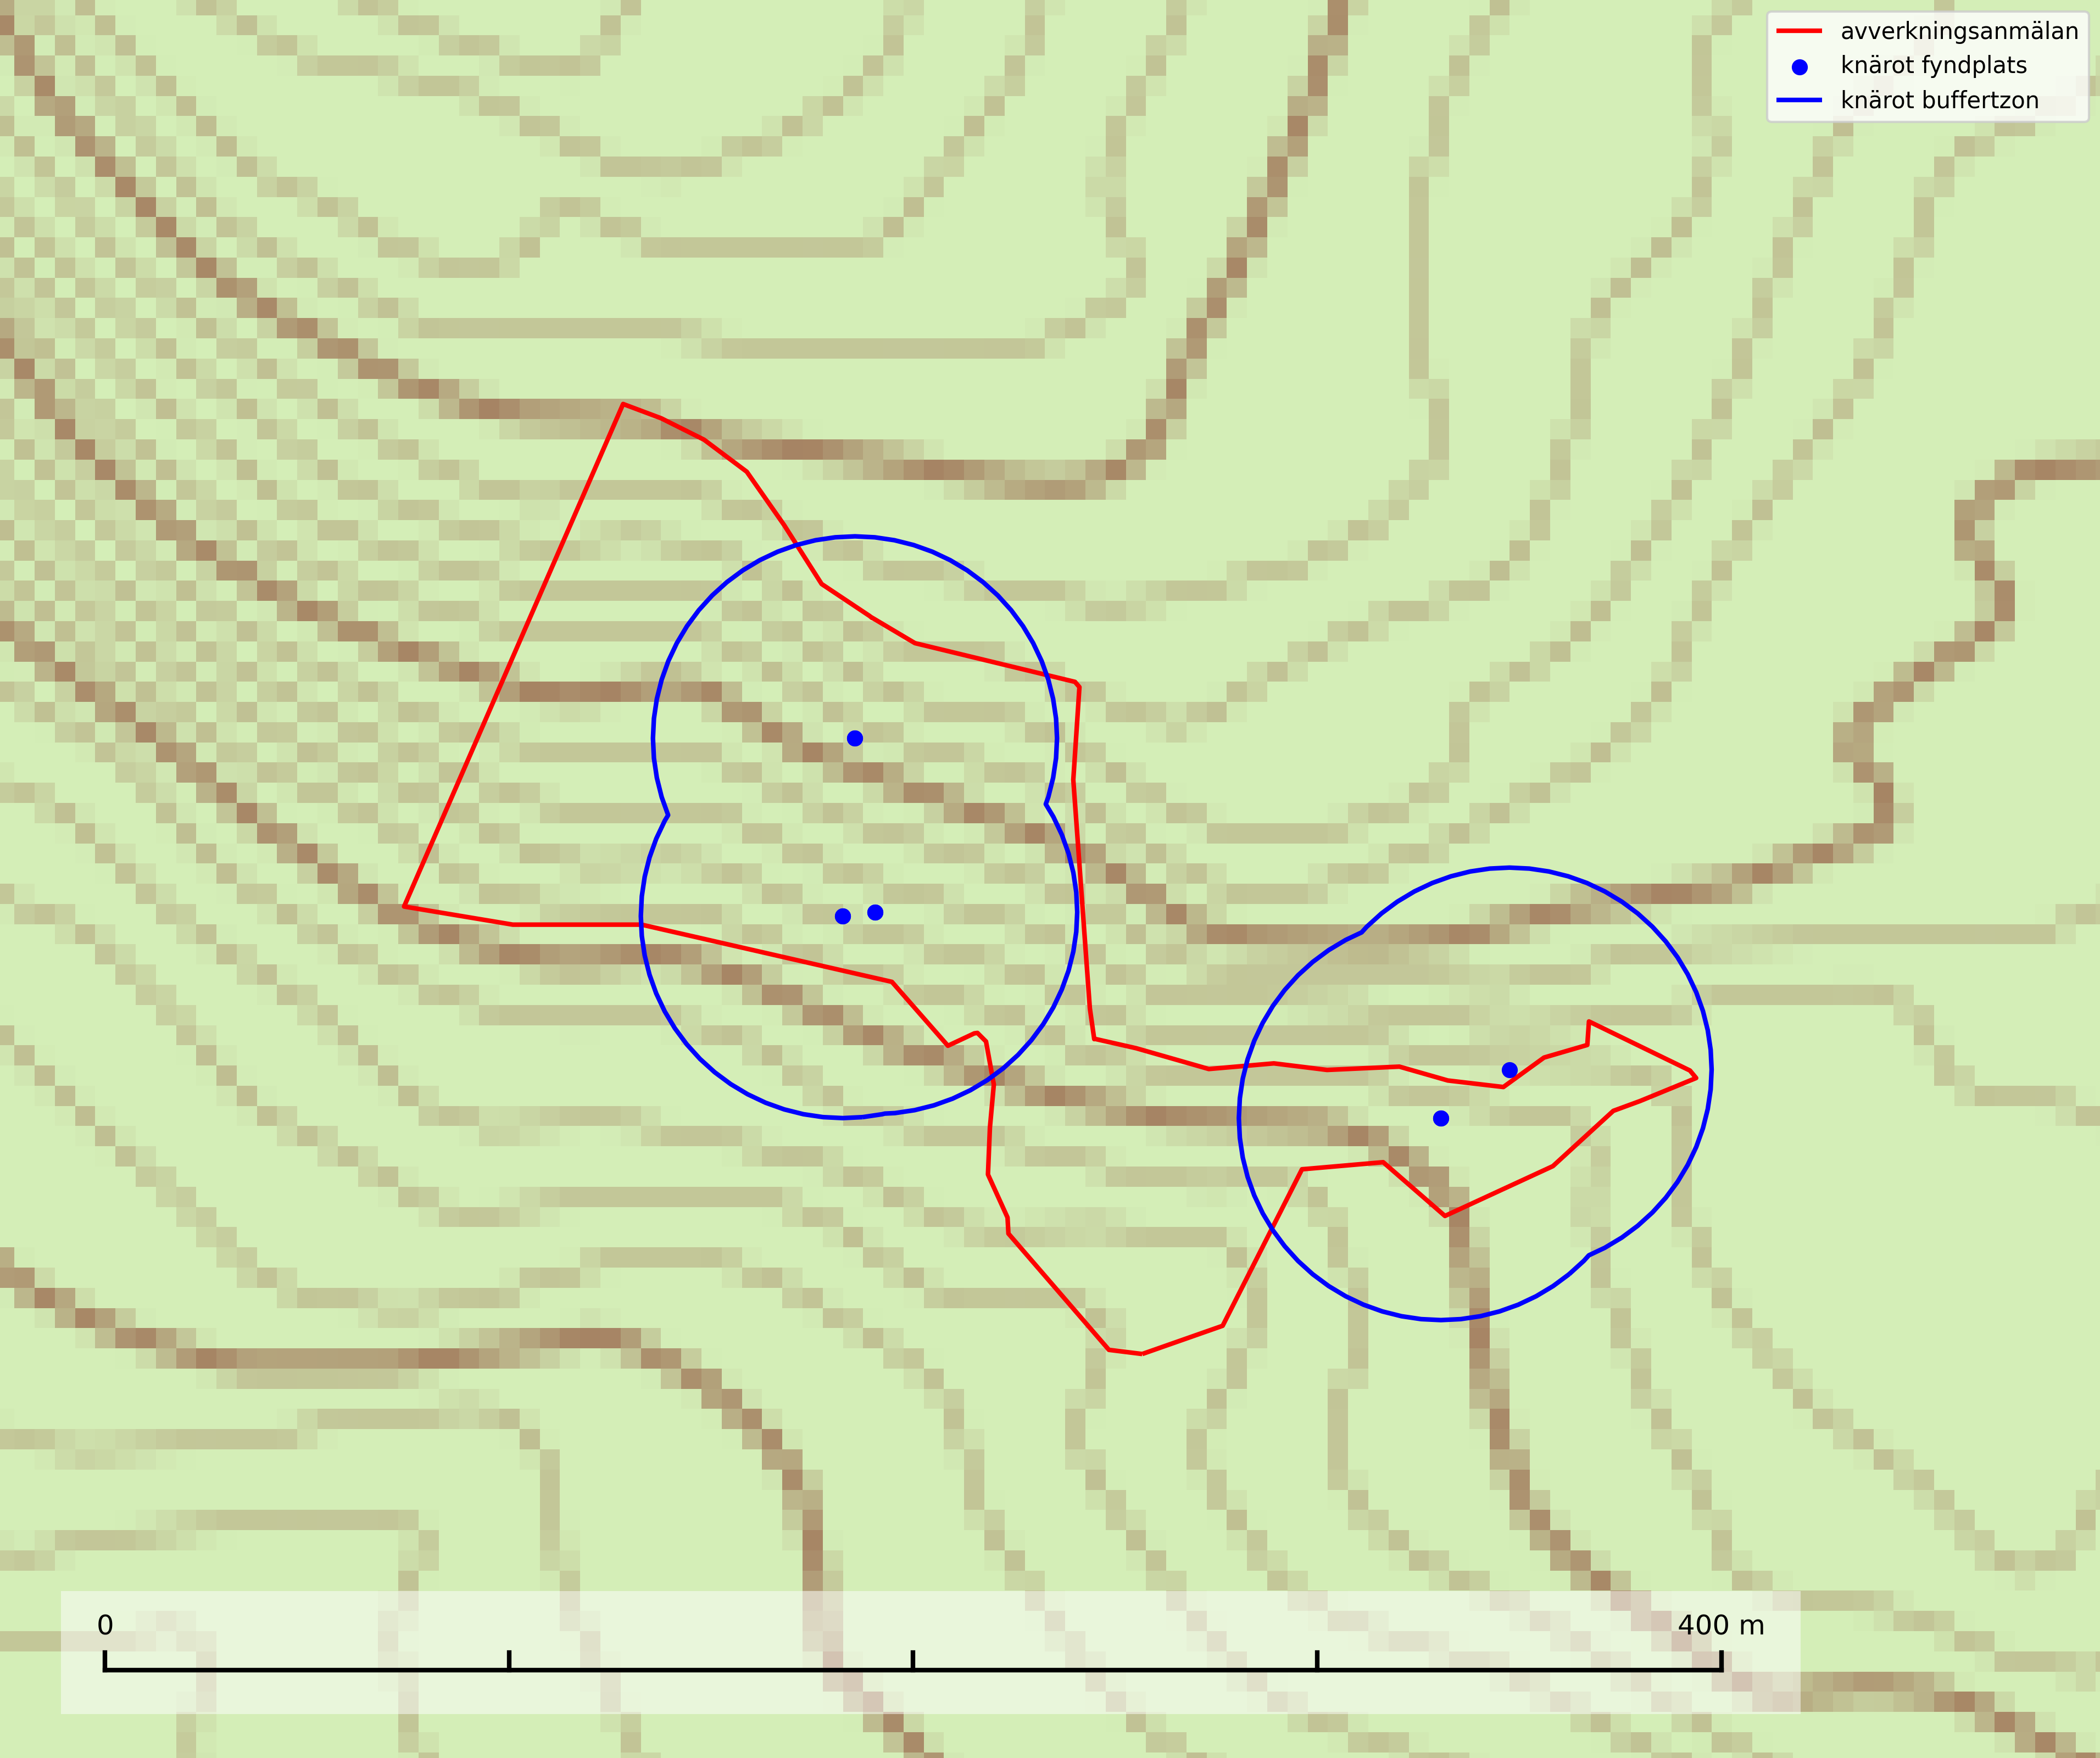 avverkningsanmälan
knärot fyndplats
knärot buffertzon
0
400 m